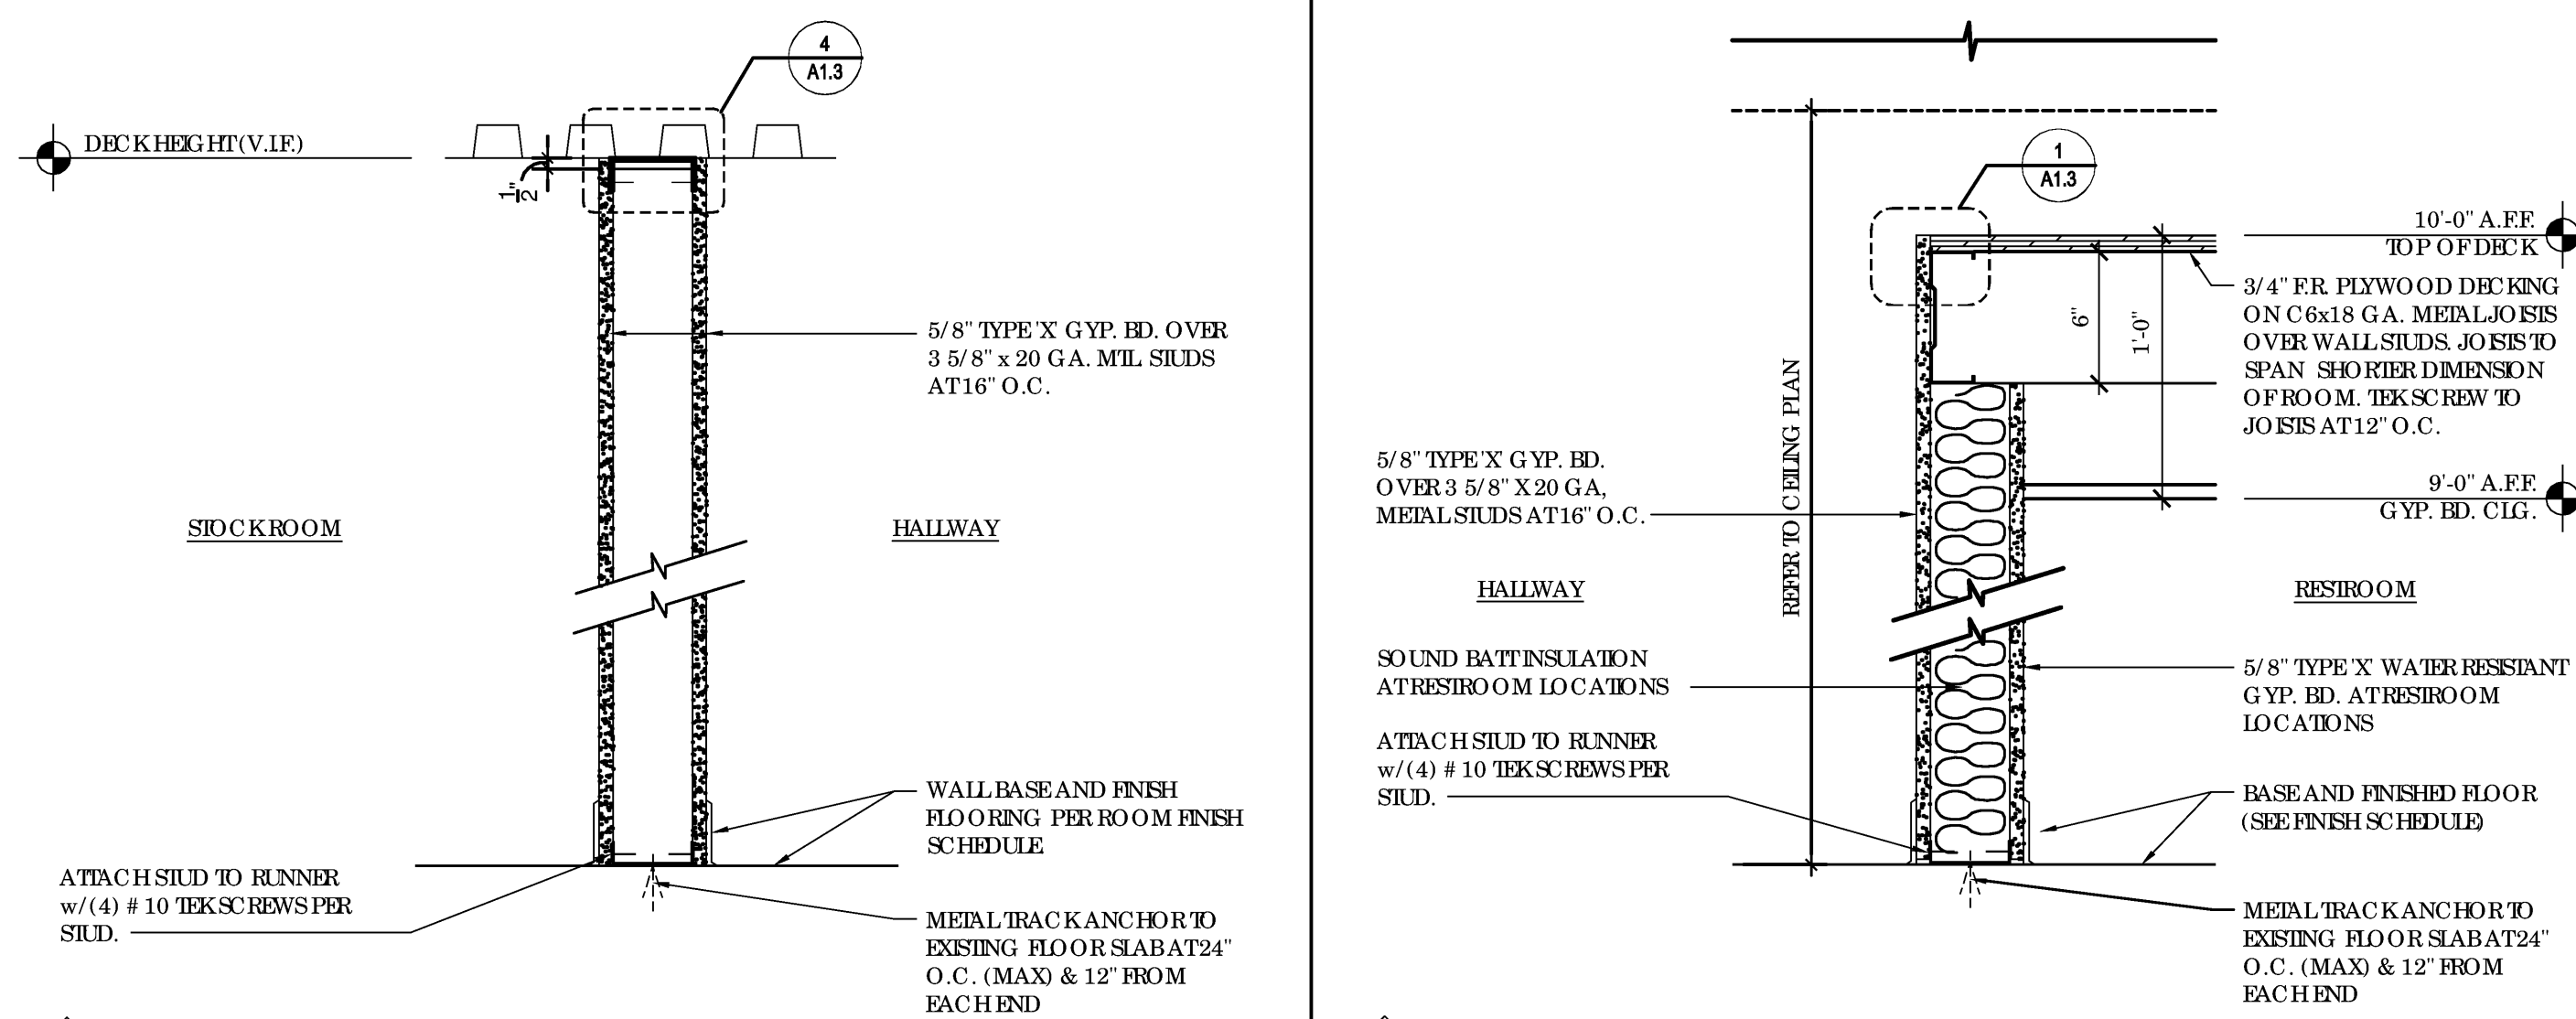 4
A1.3
DECK HEIGHT (V.I.F.)
1/2"
5/8" TYPE 'X' GYP. BD. OVER
3 5/8" x 20 GA. MTL STUDS
AT 16" O.C.
STOCKROOM
HALLWAY
WALL BASE AND FINISH
FLOORING PER ROOM FINISH
SCHEDULE
ATTACH STUD TO RUNNER
w/(4) #10 TEK SCREWS PER
STUD.
METAL TRACK ANCHOR TO
EXISTING FLOOR SLAB AT 24"
O.C. (MAX) & 12" FROM
EACH END
1
A1.3
10'-0" A.F.F.
TOP OF DECK
3/4" F.R. PLYWOOD DECKING
ON C6x18 GA. METAL JOISTS
OVER WALL STUDS. JOISTS TO
SPAN SHORTER DIMENSION
OF ROOM. TEK SCREW TO
JOISTS AT 12" O.C.
6"
1'-0"
REFER TO CEILING PLAN
5/8" TYPE 'X' GYP. BD.
OVER 3 5/8" X 20 GA,
METAL STUDS AT 16" O.C.
9'-0" A.F.F.
GYP. BD. CLG.
HALLWAY
RESTROOM
SOUND BATT INSULATION
AT RESTROOM LOCATIONS
5/8" TYPE 'X' WATER RESISTANT
GYP. BD. AT RESTROOM
LOCATIONS
ATTACH STUD TO RUNNER
w/(4) #10 TEK SCREWS PER
STUD.
BASE AND FINISHED FLOOR
(SEE FINISH SCHEDULE)
METAL TRACK ANCHOR TO
EXISTING FLOOR SLAB AT 24"
O.C. (MAX) & 12" FROM
EACH END